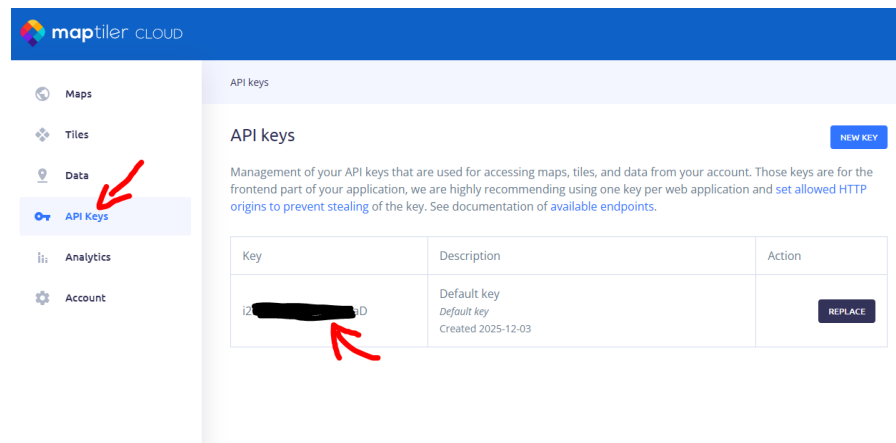 maptiler CLOUD
Maps
Tiles
Data
API Keys
Analytics
Account
API keys
API keys
NEW KEY
Management of your API keys that are used for accessing maps, tiles, and data from your account. Those keys are for the
frontend part of your application, we are highly recommending using one key per web application and set allowed HTTP
origins to prevent stealing of the key. See documentation of available endpoints.
Key Description Action
Default key
i2 aD Default key REPLACE
Created 2025-12-03